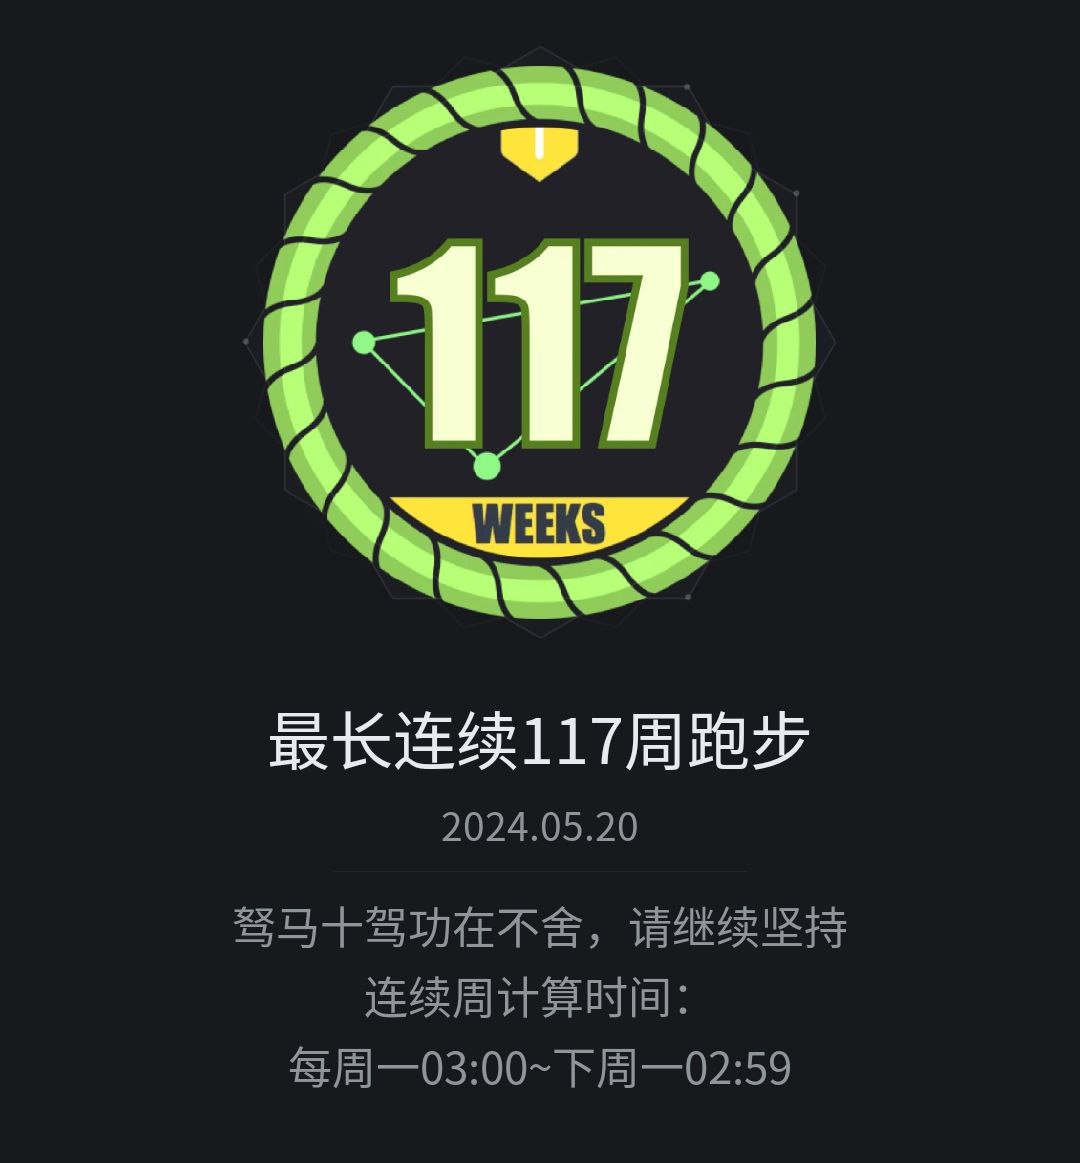 117
WEEKS
最长连续117周跑步
2024.05.20
驽马十驾功在不舍，请继续坚持
连续周计算时间：
每周一03:00~下周一02:59